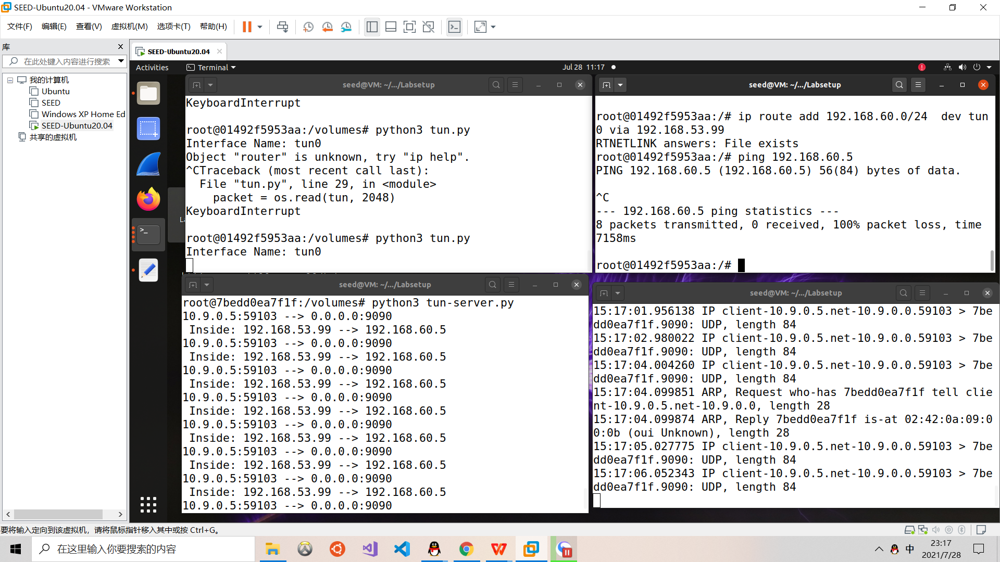 SEED-Ubuntu20.04 - VMware Workstation
文件(F) 编辑(E) 查看(V) 虚拟机(M) 选项卡(T) 帮助(H)
库
在此处键入内容进行搜索
我的计算机
Ubuntu
SEED
Windows XP Home Ed
SEED-Ubuntu20.04
共享的虚拟机
SEED-Ubuntu20.04
Activities Terminal Jul 28 11:17
seed@VM: ~/.../Labsetup
KeyboardInterrupt
root@01492f5953aa:/volumes# python3 tun.py
Interface Name: tun0
Object "router" is unknown, try "ip help".
^CTraceback (most recent call last):
  File "tun.py", line 29, in <module>
    packet = os.read(tun, 2048)
KeyboardInterrupt
root@01492f5953aa:/volumes# python3 tun.py
Interface Name: tun0
seed@VM: ~/.../Labsetup
root@01492f5953aa:/# ip route add 192.168.60.0/24  dev tun
0 via 192.168.53.99
RTNETLINK answers: File exists
root@01492f5953aa:/# ping 192.168.60.5
PING 192.168.60.5 (192.168.60.5) 56(84) bytes of data.
^C
--- 192.168.60.5 ping statistics ---
8 packets transmitted, 0 received, 100% packet loss, time
7158ms
root@01492f5953aa:/#
seed@VM: ~/.../Labsetup
root@7bedd0ea7f1f:/volumes# python3 tun-server.py
10.9.0.5:59103 --> 0.0.0.0:9090
 Inside: 192.168.53.99 --> 192.168.60.5
10.9.0.5:59103 --> 0.0.0.0:9090
 Inside: 192.168.53.99 --> 192.168.60.5
10.9.0.5:59103 --> 0.0.0.0:9090
 Inside: 192.168.53.99 --> 192.168.60.5
10.9.0.5:59103 --> 0.0.0.0:9090
 Inside: 192.168.53.99 --> 192.168.60.5
10.9.0.5:59103 --> 0.0.0.0:9090
 Inside: 192.168.53.99 --> 192.168.60.5
10.9.0.5:59103 --> 0.0.0.0:9090
 Inside: 192.168.53.99 --> 192.168.60.5
10.9.0.5:59103 --> 0.0.0.0:9090
 Inside: 192.168.53.99 --> 192.168.60.5
10.9.0.5:59103 --> 0.0.0.0:9090
seed@VM: ~/.../Labsetup
15:17:01.956138 IP client-10.9.0.5.net-10.9.0.0.59103 > 7be
dd0ea7f1f.9090: UDP, length 84
15:17:02.980022 IP client-10.9.0.5.net-10.9.0.0.59103 > 7be
dd0ea7f1f.9090: UDP, length 84
15:17:04.004260 IP client-10.9.0.5.net-10.9.0.0.59103 > 7be
dd0ea7f1f.9090: UDP, length 84
15:17:04.099851 ARP, Request who-has 7bedd0ea7f1f tell clie
nt-10.9.0.5.net-10.9.0.0, length 28
15:17:04.099874 ARP, Reply 7bedd0ea7f1f is-at 02:42:0a:09:0
0:0b (oui Unknown), length 28
15:17:05.027775 IP client-10.9.0.5.net-10.9.0.0.59103 > 7be
dd0ea7f1f.9090: UDP, length 84
15:17:06.052343 IP client-10.9.0.5.net-10.9.0.0.59103 > 7be
dd0ea7f1f.9090: UDP, length 84
要将输入定向到该虚拟机，请将鼠标指针移入其中或按 Ctrl+G。
在这里输入你要搜索的内容
中
23:17
2021/7/28